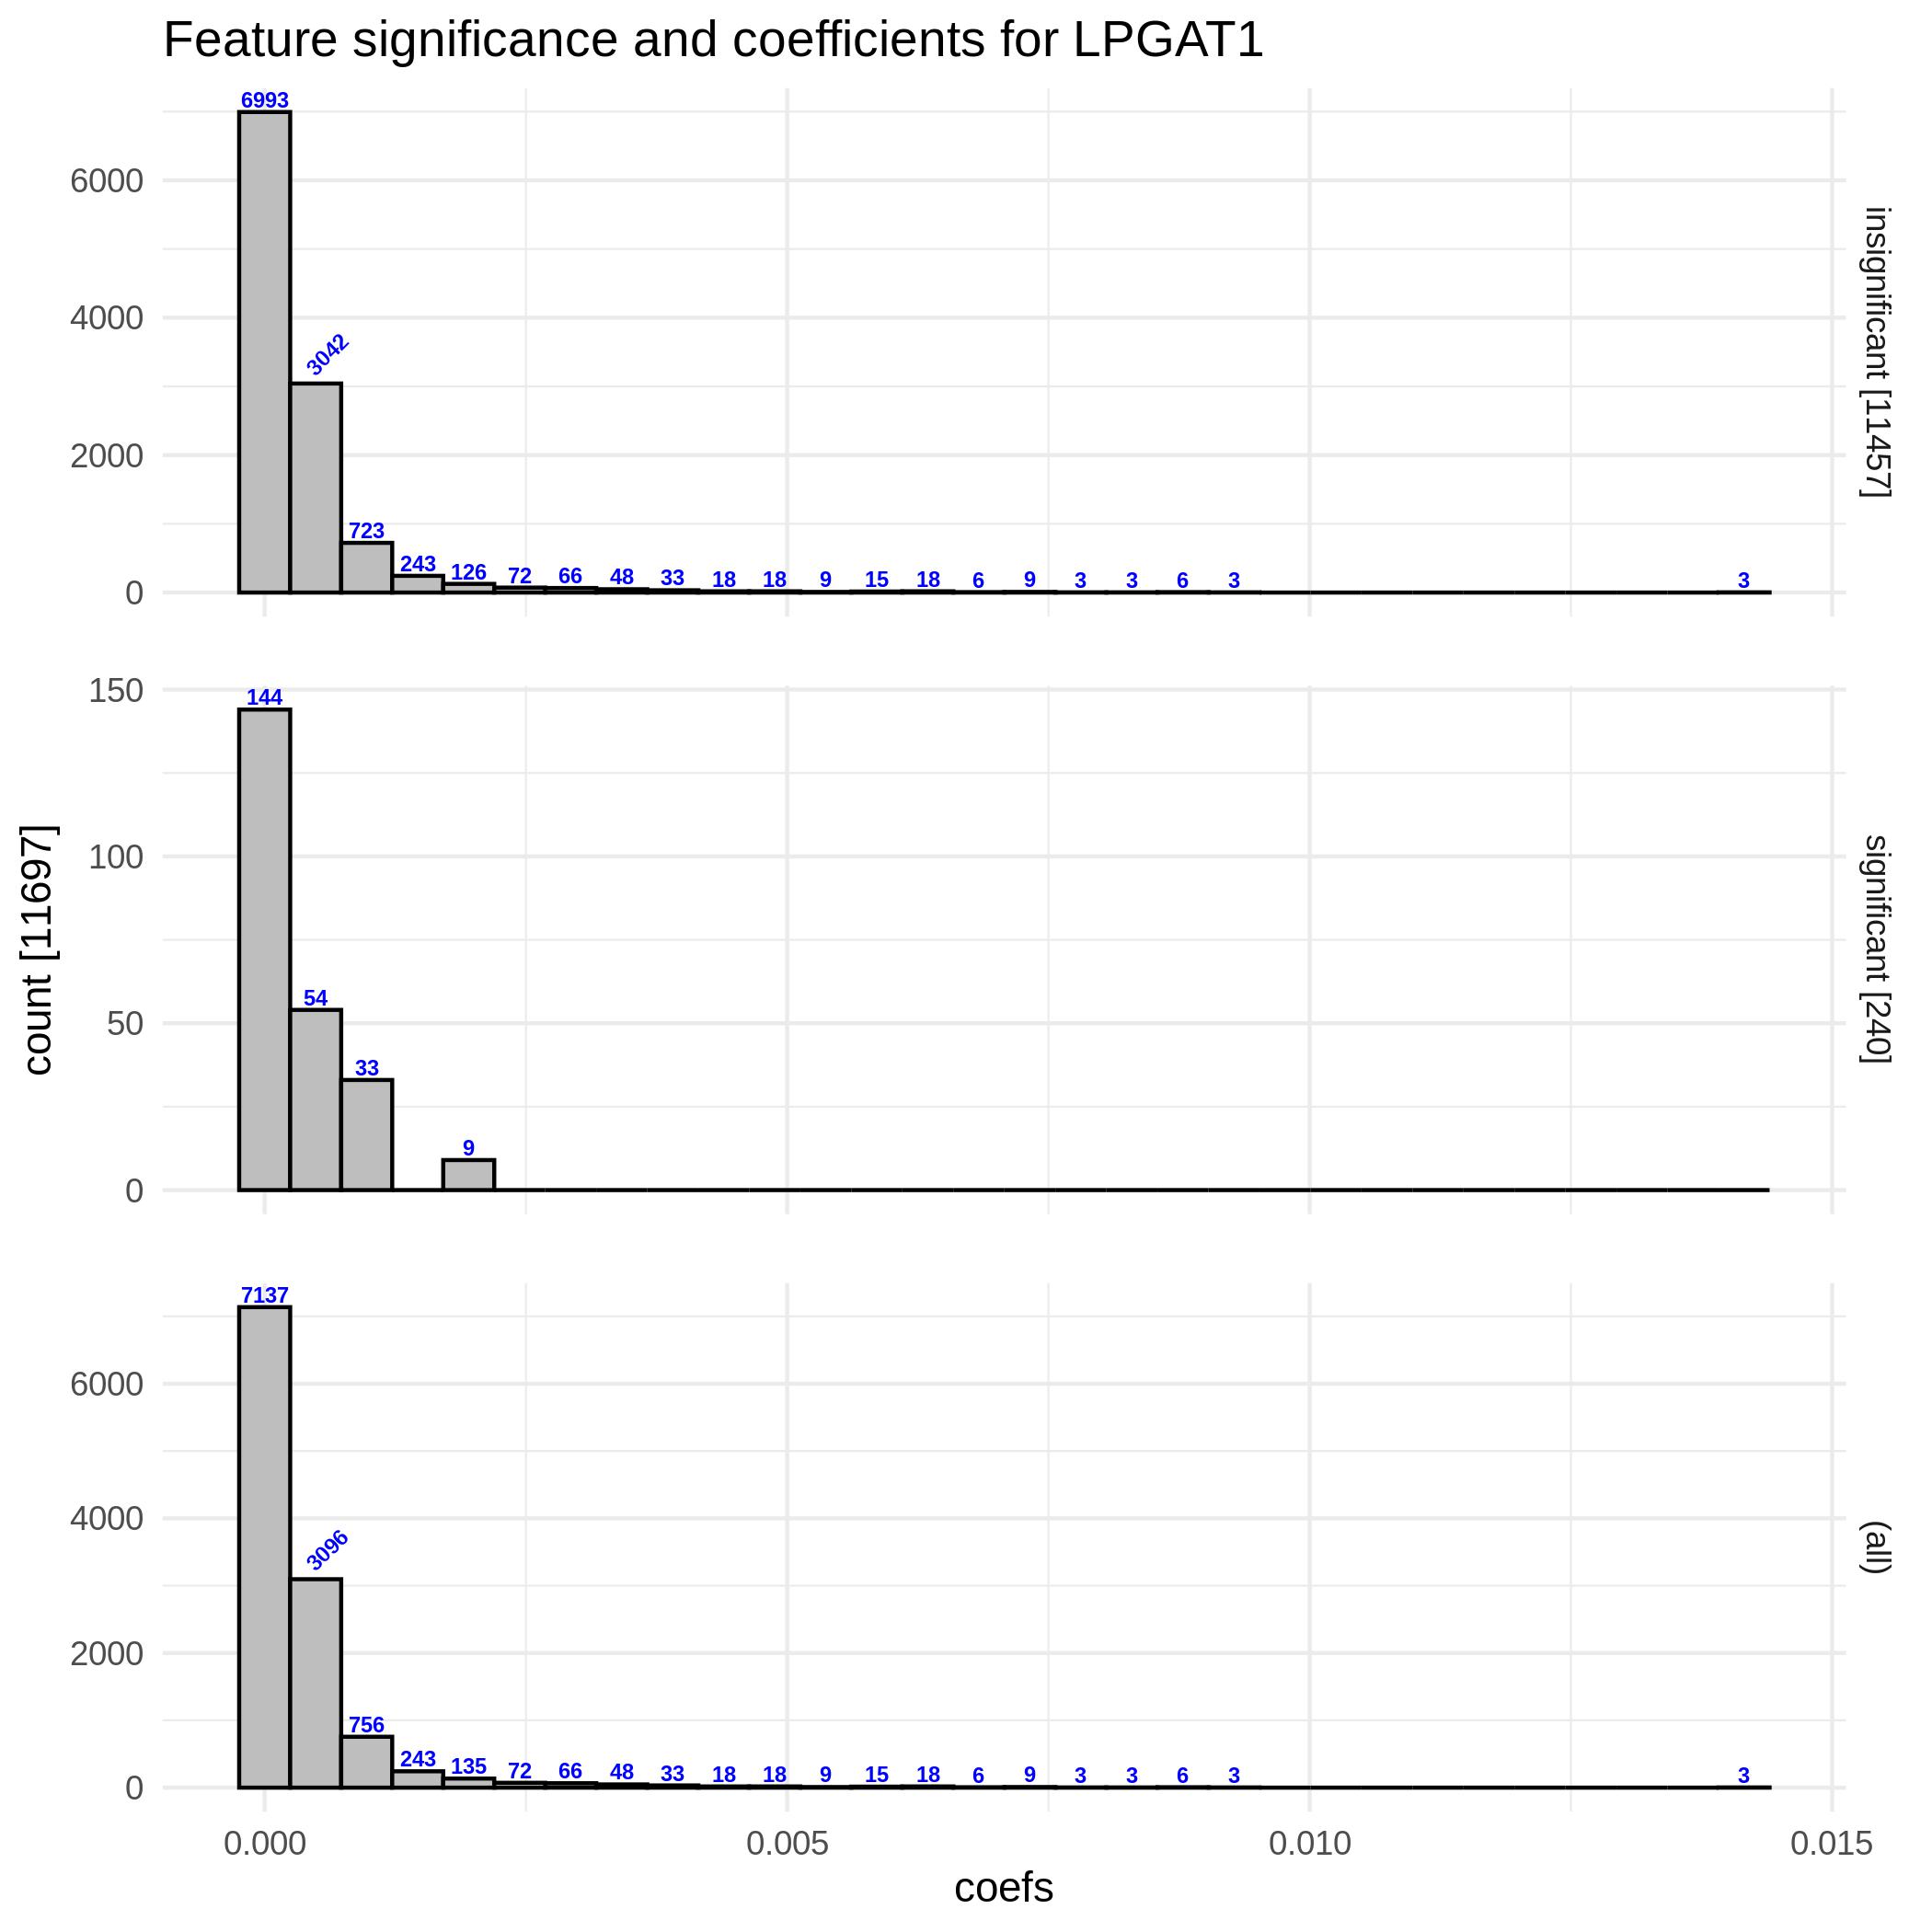 Feature significance and coefficients for LPGAT1
6993
6000
4000
3042
2000
723
243 126 72 66 48 33 18 18 9 15 18 6 9 3 3 6 3 3
0
insignificant [11457]
150
144
100
54
50
33
9
0
significant [240]
count [11697]
7137
6000
4000
3096
2000
756
243 135 72 66 48 33 18 18 9 15 18 6 9 3 3 6 3 3
0
(all)
0.000 0.005 0.010 0.015
coefs